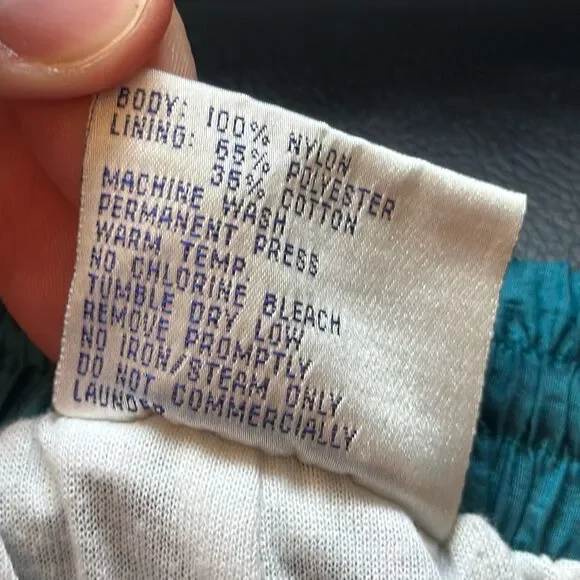 BODY: 100% NYLON
LINING: 65% POLYESTER
35% COTTON
MACHINE WASH
PERMANENT PRESS
WARM TEMP.
NO CHLORINE BLEACH
TUMBLE DRY LOW
REMOVE PROMPTLY
NO IRON/STEAM ONLY
DO NOT COMMERCIALLY
LAUNDER